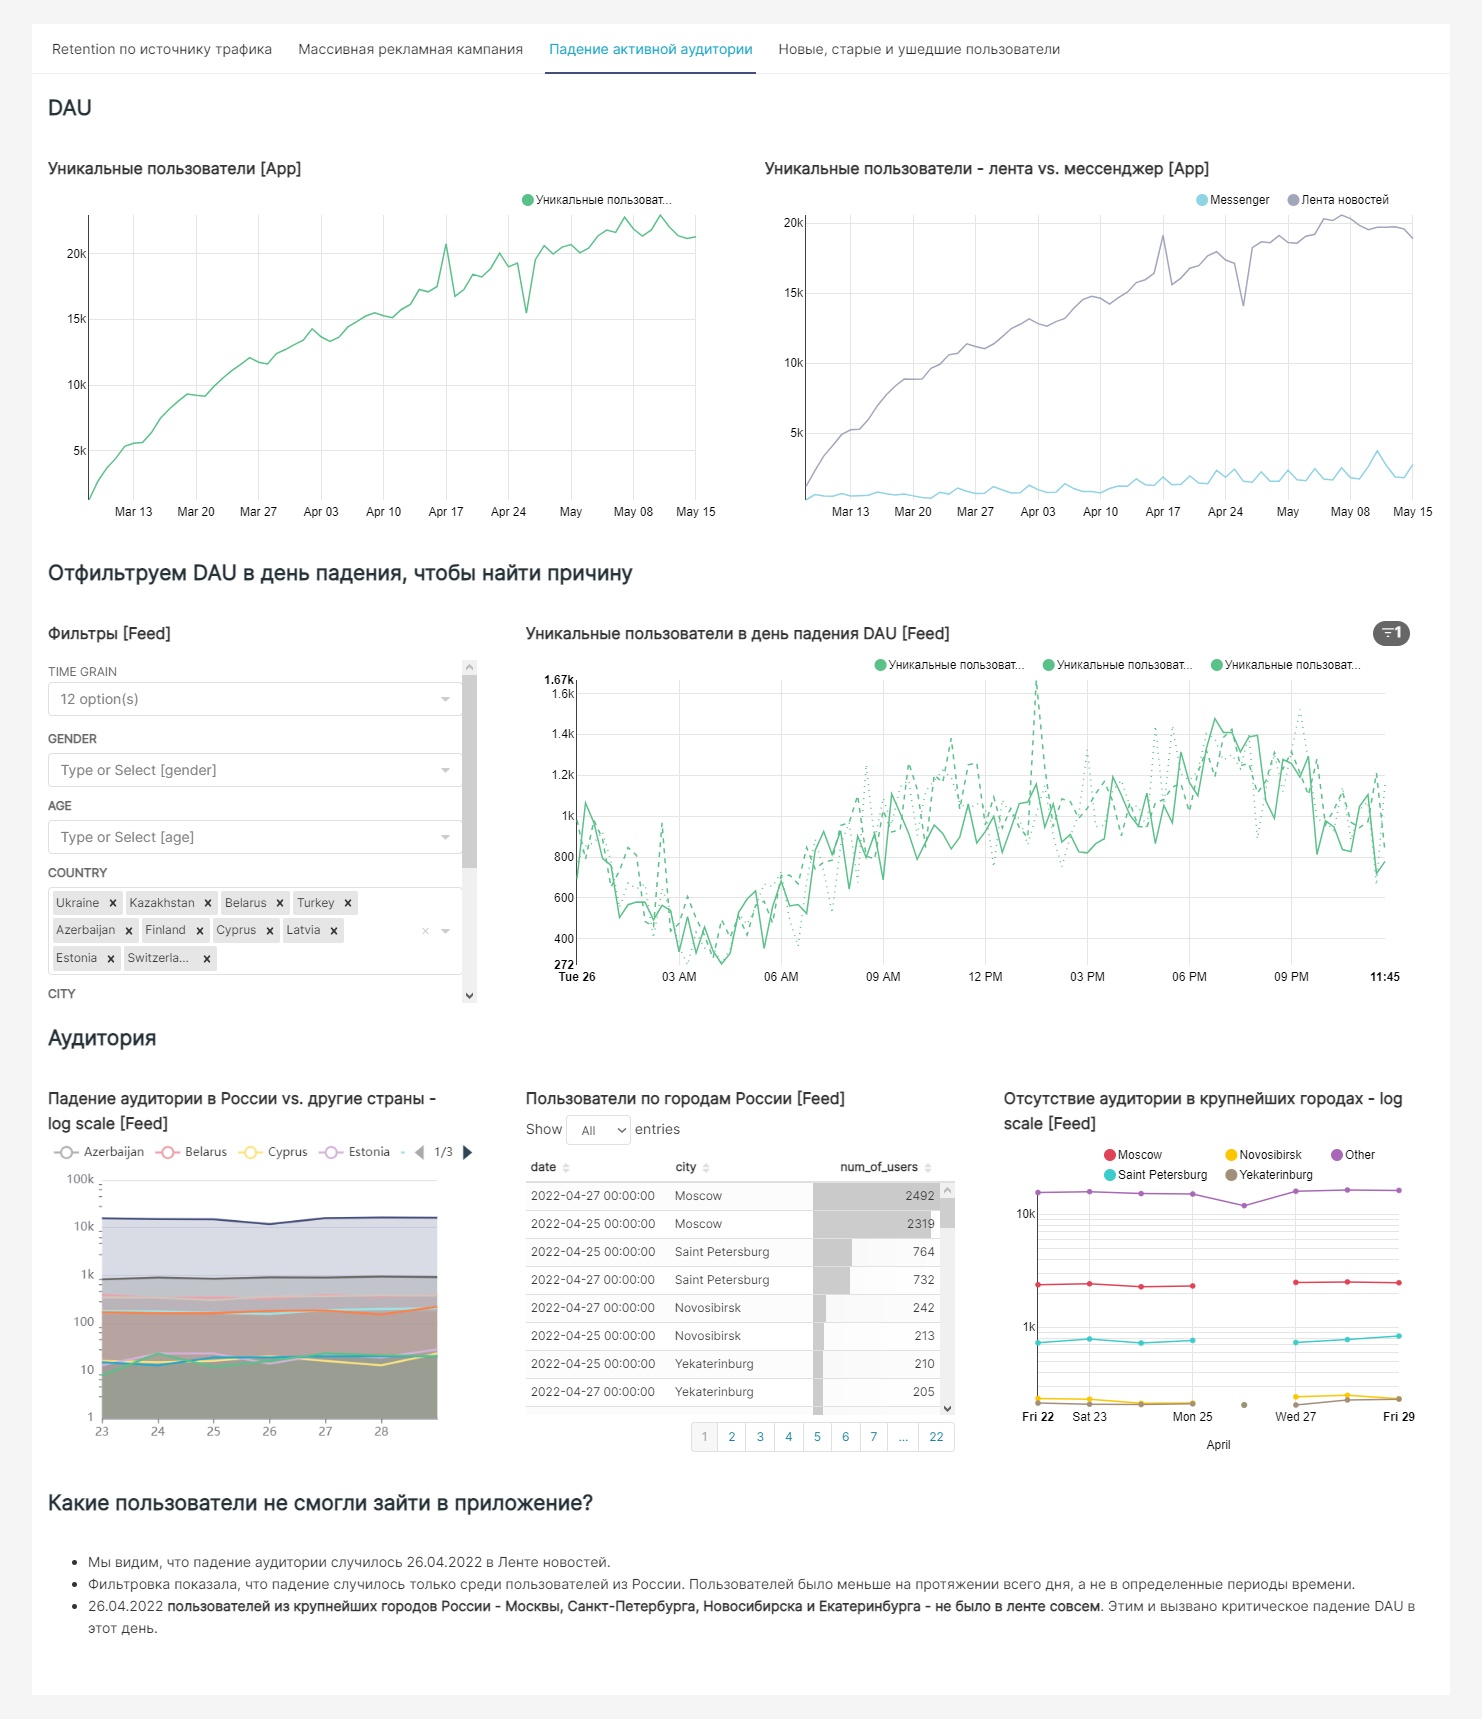 Retention по источнику трафика Массивная рекламная кампания Падение активной аудитории Новые, старые и ушедшие пользователи
DAU
Уникальные пользователи [App]
Уникальные пользоват...
20k
15k
10k
5k
Mar 13 Mar 20 Mar 27 Apr 03 Apr 10 Apr 17 Apr 24 May May 08 May 15
Уникальные пользователи - лента vs. мессенджер [App]
Messenger Лента новостей
20k
15k
10k
5k
Mar 13 Mar 20 Mar 27 Apr 03 Apr 10 Apr 17 Apr 24 May May 08 May 15
Отфильтруем DAU в день падения, чтобы найти причину
Фильтры [Feed]
TIME GRAIN
12 option(s)
GENDER
Type or Select [gender]
AGE
Type or Select [age]
COUNTRY
Ukraine x Kazakhstan x Belarus x Turkey x
Azerbaijan x Finland x Cyprus x Latvia x ×
Estonia x Switzerla... x
CITY
Уникальные пользователи в день падения DAU [Feed]
1
Уникальные пользоват... Уникальные пользоват... Уникальные пользоват...
1.67k
1.6k
1.4k
1.2k
1k
800
600
400
272
Tue 26 03 AM 06 AM 09 AM 12 PM 03 PM 06 PM 09 PM 11:45
Аудитория
Падение аудитории в России vs. другие страны -
log scale [Feed]
Azerbaijan Belarus Cyprus Estonia 1/3
100k
10k
1k
100
10
1
23 24 25 26 27 28
Пользователи по городам России [Feed]
Show All entries
date city num_of_users
2022-04-27 00:00:00 Moscow 2492
2022-04-25 00:00:00 Moscow 2319
2022-04-25 00:00:00 Saint Petersburg 764
2022-04-27 00:00:00 Saint Petersburg 732
2022-04-27 00:00:00 Novosibirsk 242
2022-04-25 00:00:00 Novosibirsk 213
2022-04-25 00:00:00 Yekaterinburg 210
2022-04-27 00:00:00 Yekaterinburg 205
1 2 3 4 5 6 7 ... 22
Отсутствие аудитории в крупнейших городах - log
scale [Feed]
Moscow Novosibirsk Other
Saint Petersburg Yekaterinburg
10k
1k
Fri 22 Sat 23 Mon 25 Wed 27 Fri 29
April
Какие пользователи не смогли зайти в приложение?
• Мы видим, что падение аудитории случилось 26.04.2022 в Ленте новостей.
• Фильтровка показала, что падение случилось только среди пользователей из России. Пользователей было меньше на протяжении всего дня, а не в определенные периоды времени.
• 26.04.2022 пользователей из крупнейших городов России - Москвы, Санкт-Петербурга, Новосибирска и Екатеринбурга - не было в ленте совсем. Этим и вызвано критическое падение DAU в
этот день.